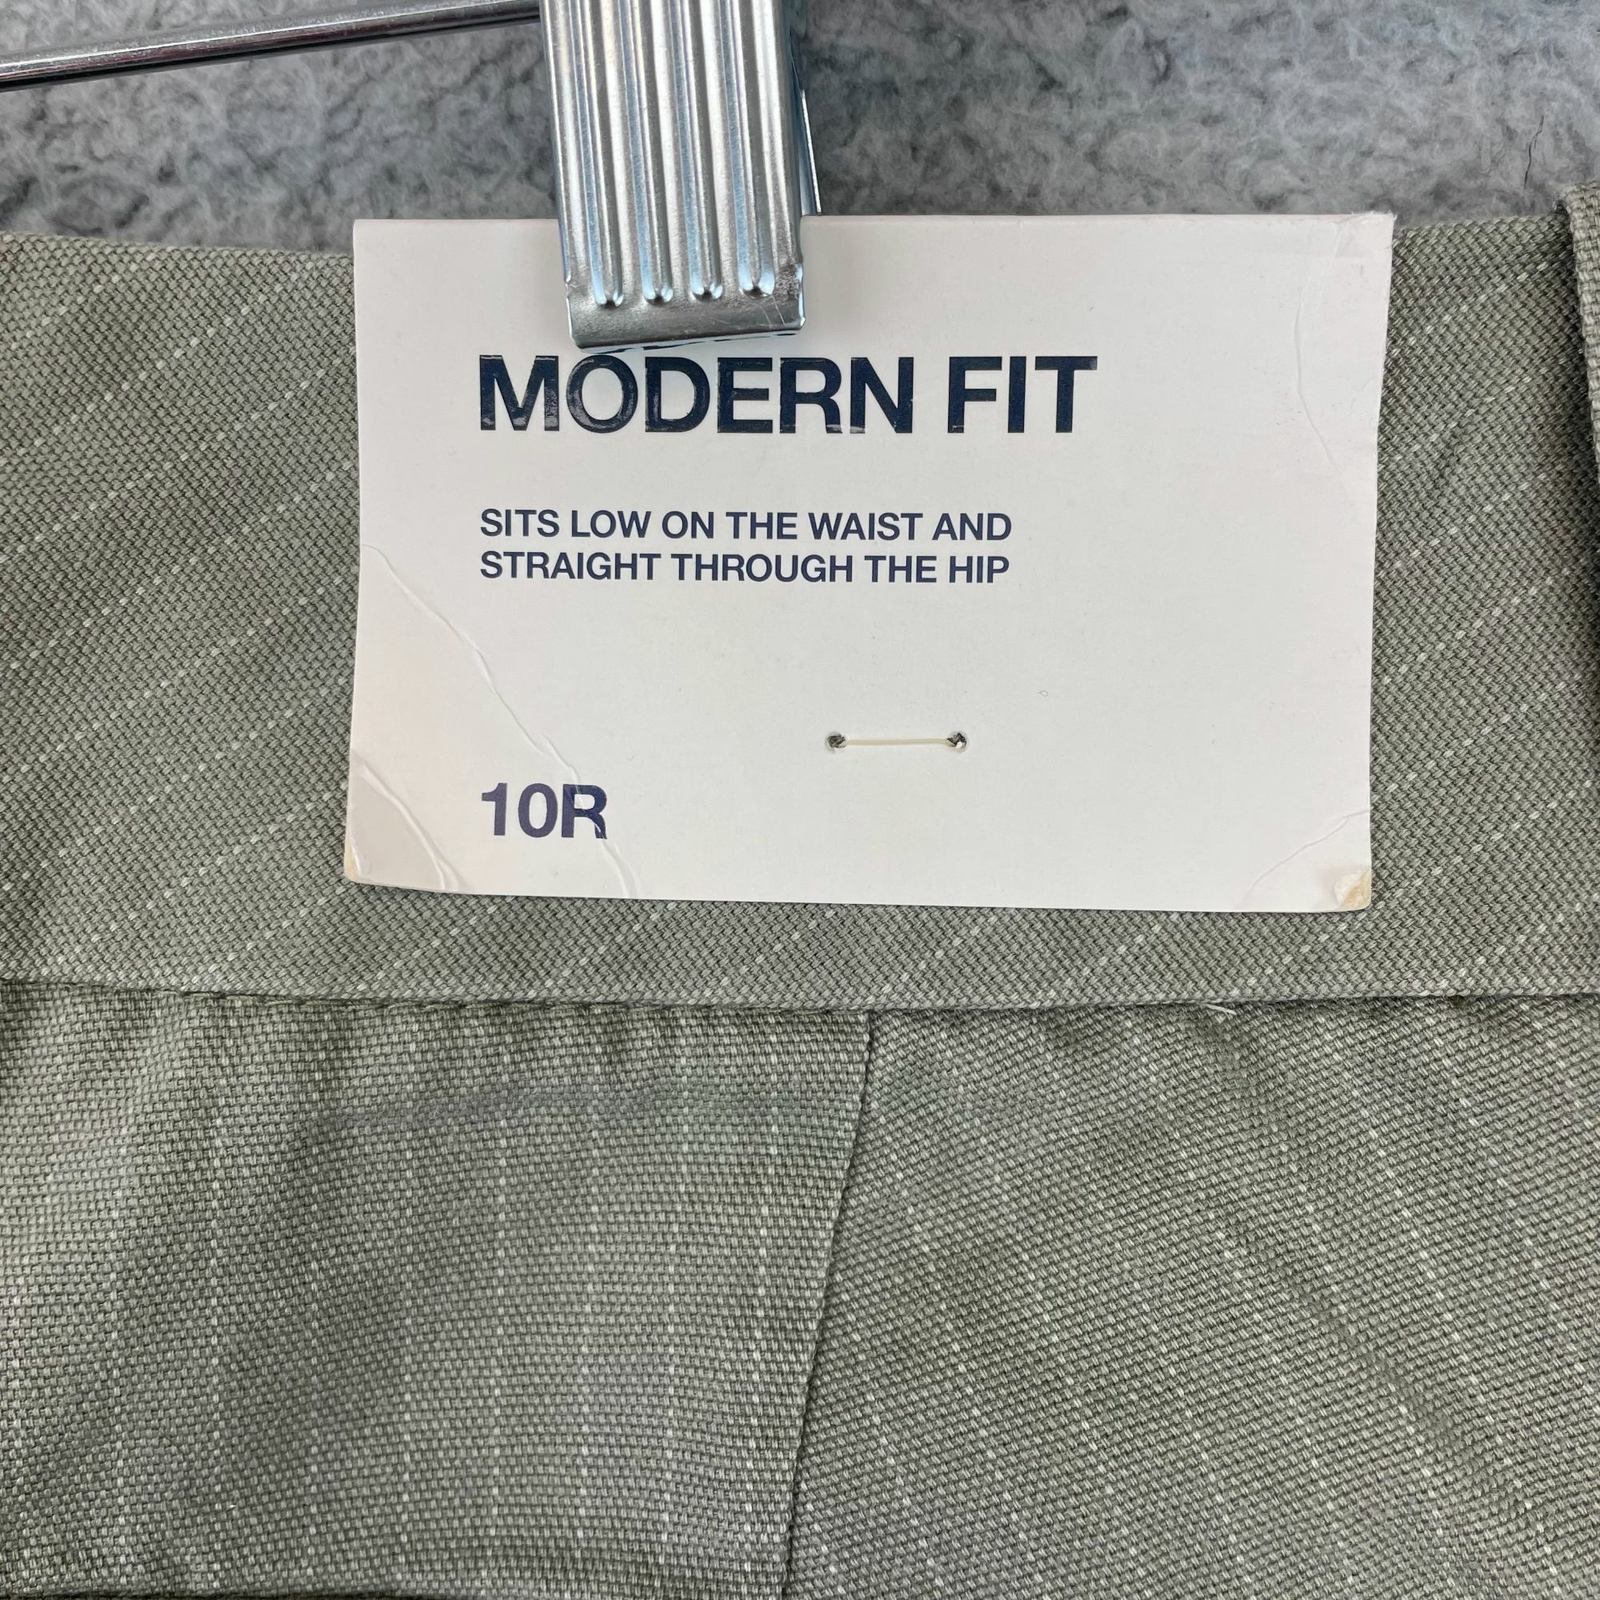 MODERN FIT
SITS LOW ON THE WAIST AND
STRAIGHT THROUGH THE HIP
10R